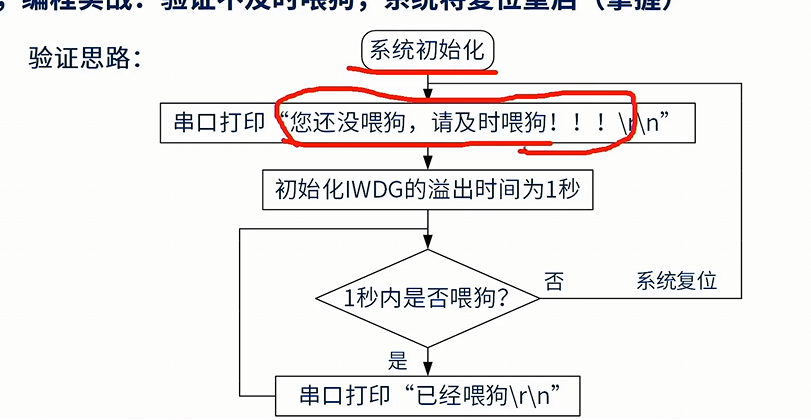 ，编程实战：验证不及时喂狗，系统将复位重启（掌握）
验证思路：
系统初始化
串口打印“您还没喂狗，请及时喂狗！！！\r\n”
初始化IWDG的溢出时间为1秒
1秒内是否喂狗？
否
系统复位
是
串口打印“已经喂狗\r\n”